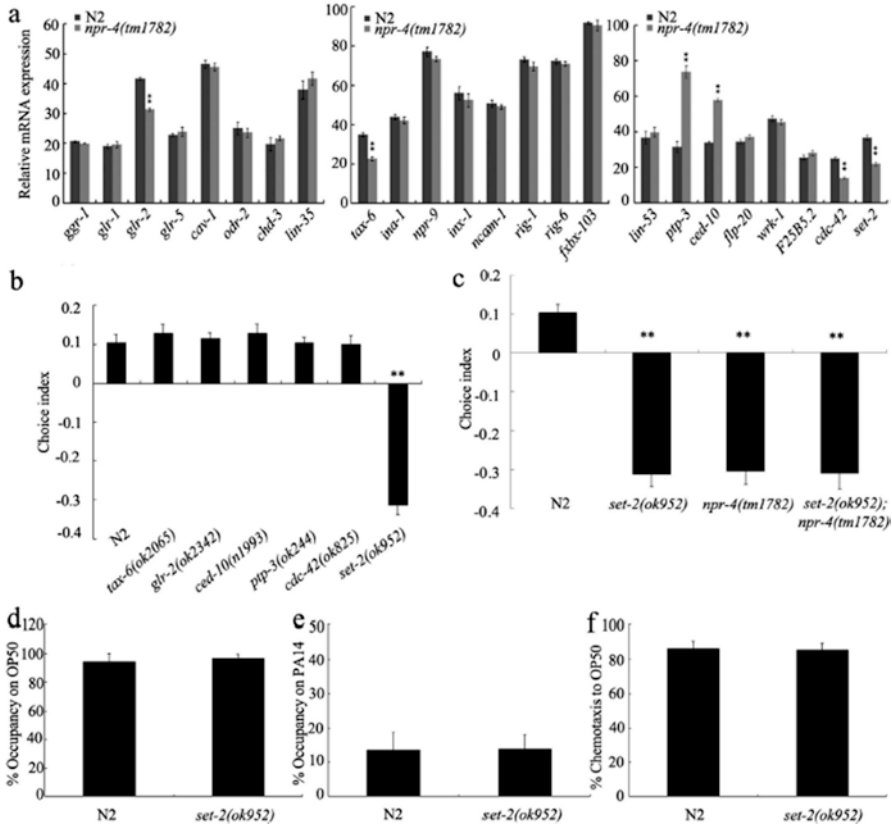 a
N2
npr-4(tm1782)
N2
npr-4(tm1782)
N2
npr-4(tm1782)
Relative mRNA expression
60
50
40
30
20
10
0
**
ggr-1
glr-1
glr-2
glr-5
cav-1
odr-2
chd-3
lin-35
100
80
60
40
20
0
**
tax-6
ina-1
npr-9
inx-1
ncam-1
rig-1
rig-6
fxbx-103
100
80
60
40
20
0
**
**
**
**
lin-53
ptp-3
ced-10
flp-20
wrk-1
F25B5.2
cdc-42
set-2
b
Choice index
0.2
0.1
0
-0.1
-0.2
-0.3
-0.4
**
N2
tax-6(ok2065)
glr-2(ok2342)
ced-10(n1993)
ptp-3(ok244)
cdc-42(ok825)
set-2(ok952)
c
Choice index
0.2
0.1
0
-0.1
-0.2
-0.3
-0.4
** ** **
N2 set-2(ok952) npr-4(tm1782) set-2(ok952);
npr-4(tm1782)
d
% Occupancy on OP50
120
100
80
60
40
20
0
N2 set-2(ok952)
e
% Occupancy on PA14
50
40
30
20
10
0
N2 set-2(ok952)
f
% Chemotaxis to OP50
100
80
60
40
20
0
N2 set-2(ok952)